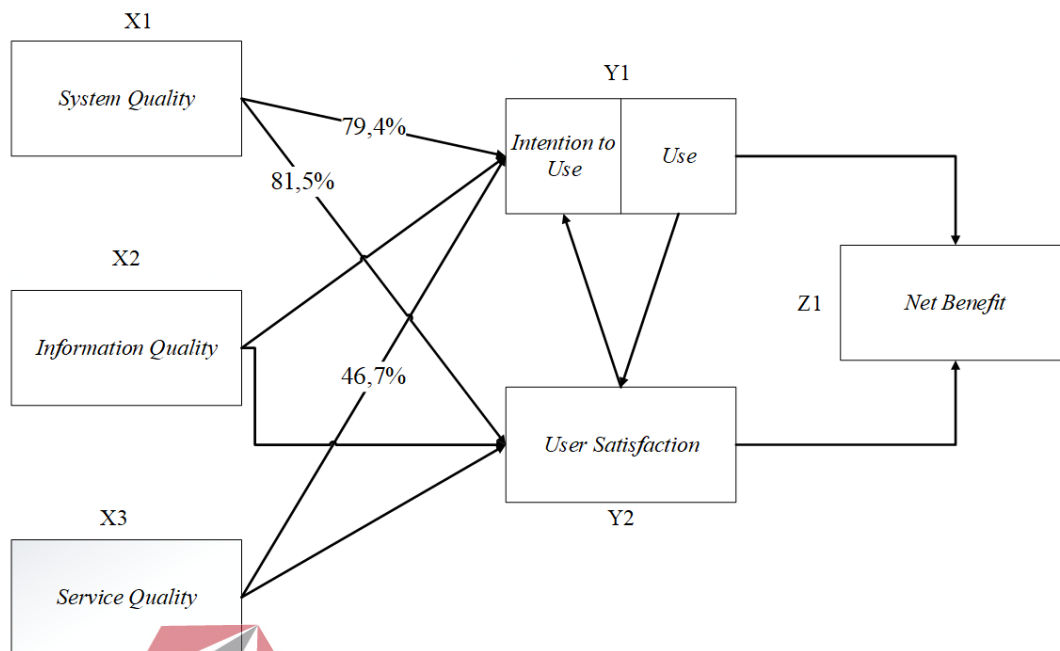 X1
System Quality
79,4%
81,5%
Y1
Intention to
Use
Use
X2
Information Quality
46,7%
Z1
Net Benefit
User Satisfaction
Y2
X3
Service Quality